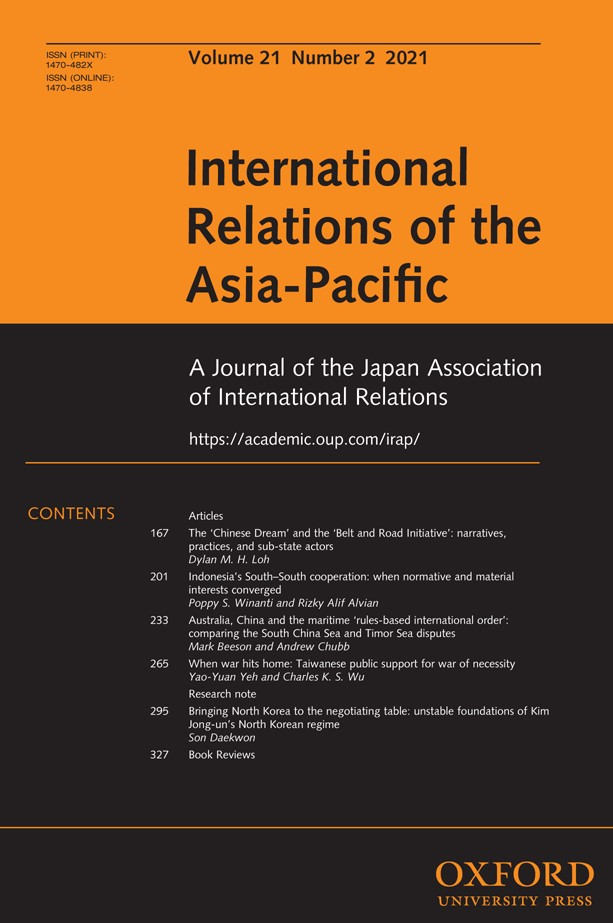 ISSN (PRINT):
1470-482X
ISSN (ONLINE):
1470-4838
Volume 21 Number 2 2021
International
Relations of the
Asia-Pacific
A Journal of the Japan Association
of International Relations
https://academic.oup.com/irap/
CONTENTS
Articles
167 The ‘Chinese Dream’ and the ‘Belt and Road Initiative’: narratives,
practices, and sub-state actors
Dylan M. H. Loh
201 Indonesia’s South–South cooperation: when normative and material
interests converged
Poppy S. Winanti and Rizky Alif Alvian
233 Australia, China and the maritime ‘rules-based international order’:
comparing the South China Sea and Timor Sea disputes
Mark Beeson and Andrew Chubb
265 When war hits home: Taiwanese public support for war of necessity
Yao-Yuan Yeh and Charles K. S. Wu
Research note
295 Bringing North Korea to the negotiating table: unstable foundations of Kim
Jong-un’s North Korean regime
Son Daekwon
327 Book Reviews
OXFORD
UNIVERSITY PRESS